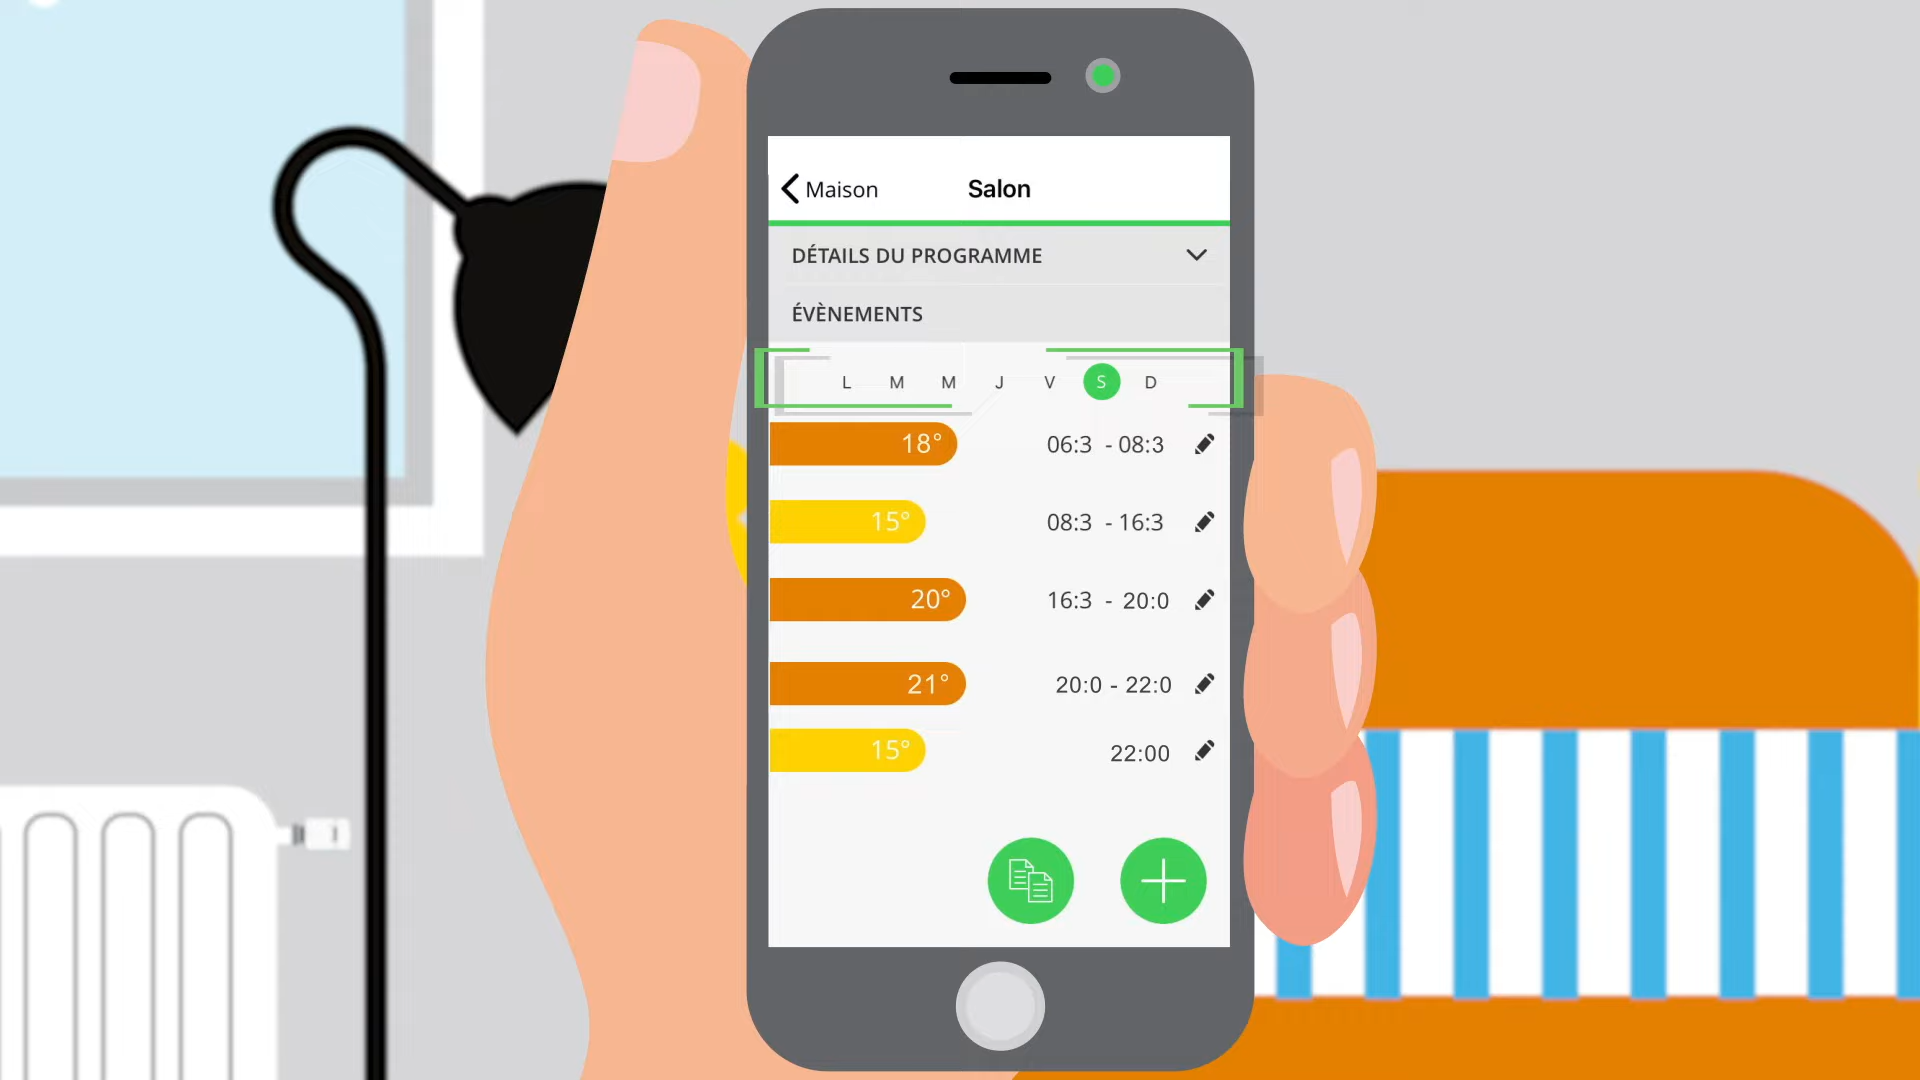 Maison Salon
DÉTAILS DU PROGRAMME
ÉVÈNEMENTS
L M M J V S D
18° 06:3 - 08:3
15° 08:3 - 16:3
20° 16:3 - 20:0
21° 20:0 - 22:0
15° 22:00